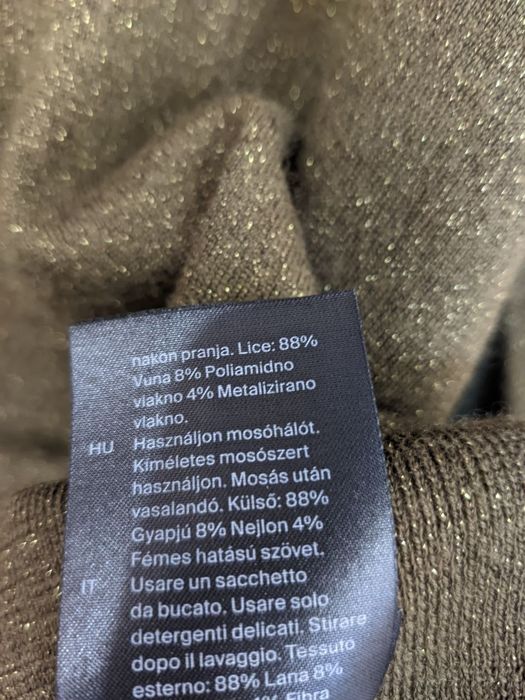 nakon pranja. Lice: 88%
Vuna 8% Poliamidno
vlakno 4% Metalizirano
vlakno.
HU Használjon mosóhálót.
Kíméletes mosószert
használjon. Mosás után
vasalandó. Külső: 88%
Gyapjú 8% Nejlon 4%
Fémes hatású szövet.
IT Usare un sacchetto
da bucato. Usare solo
detergenti delicati. Stirare
dopo il lavaggio. Tessuto
esterno: 88% Lana 8%
Fibra